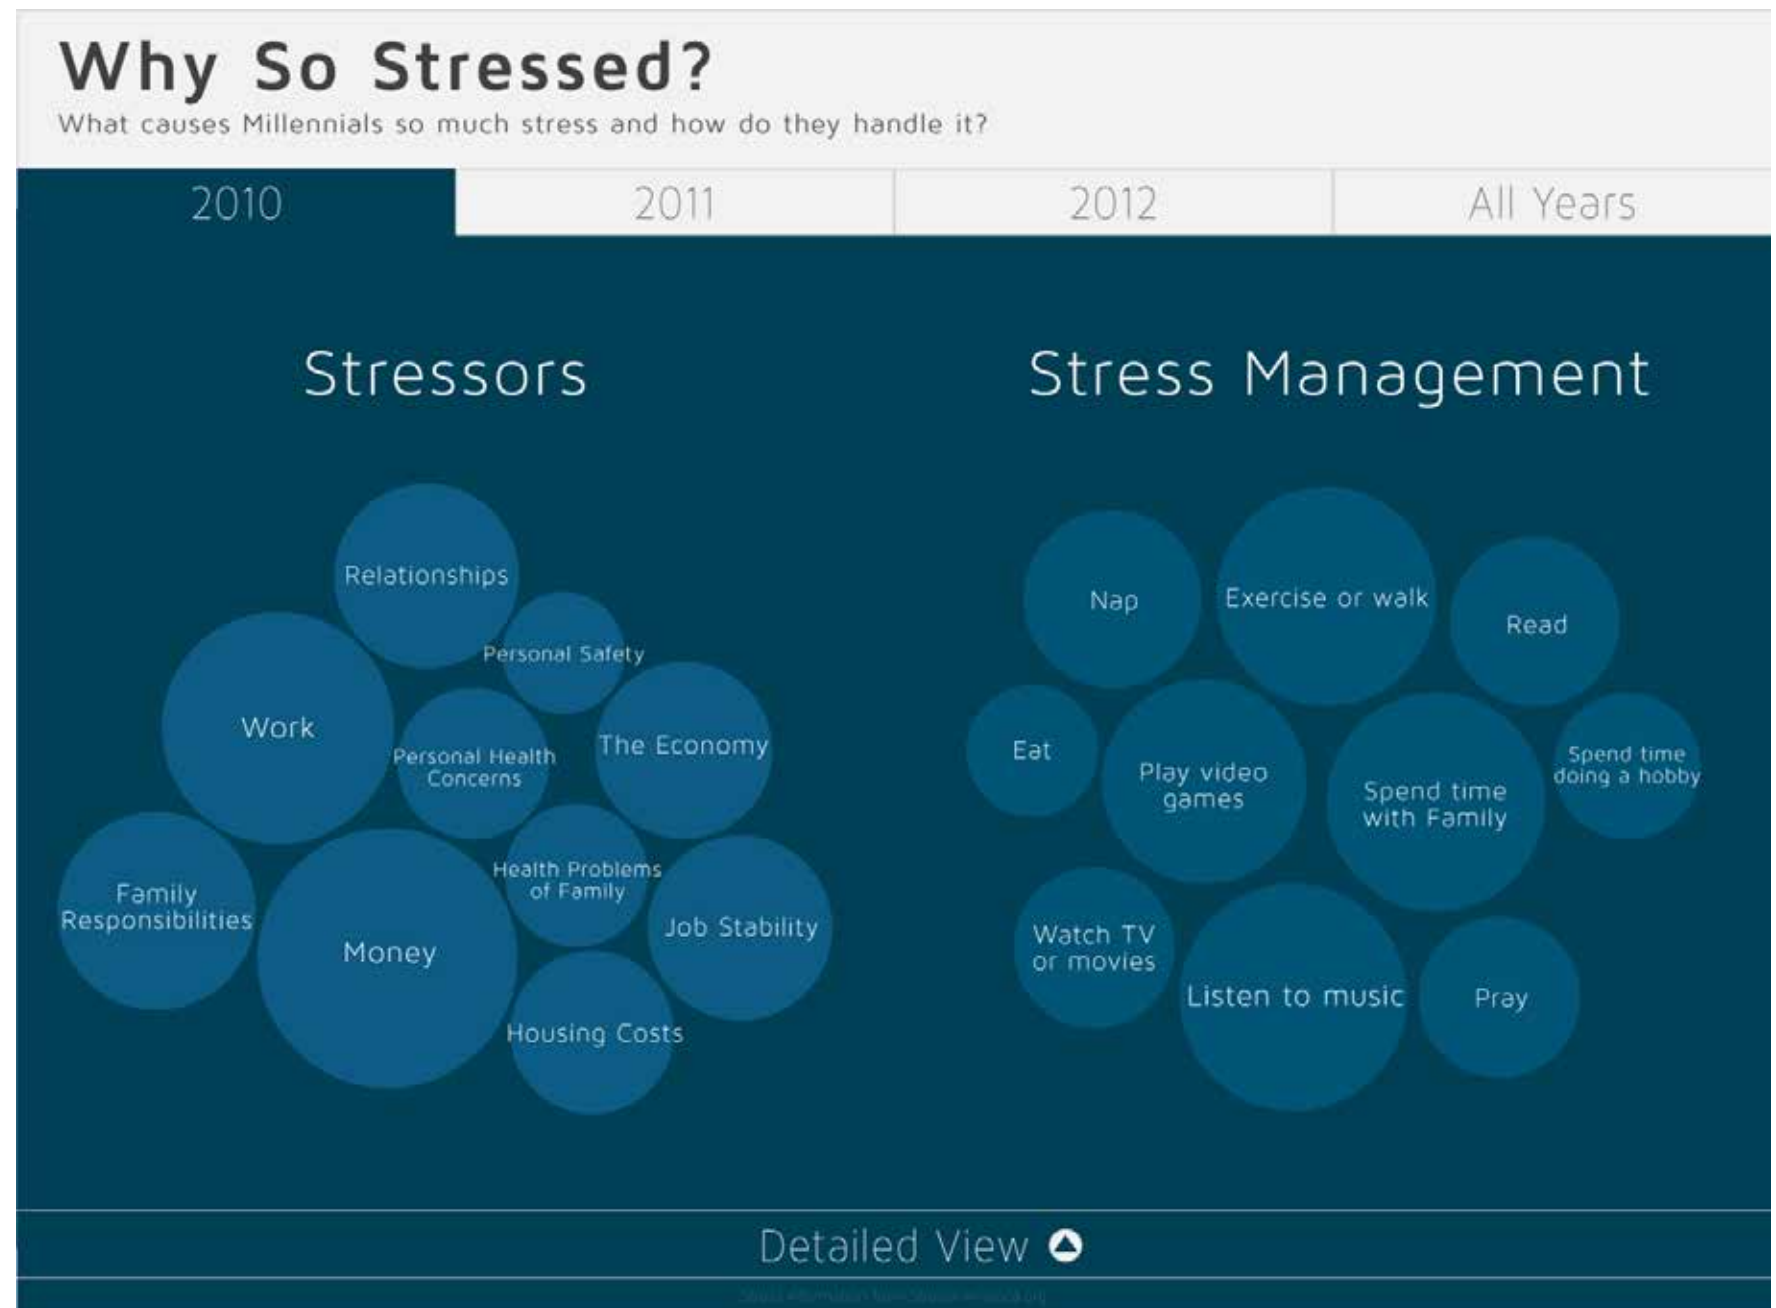 Why So Stressed?
What causes Millennials so much stress and how do they handle it?
2010
2011
2012
All Years
Stressors
Relationships
Personal Safety
Work
The Economy
Personal Health
Concerns
Health Problems
of Family
Family
Responsibilities
Job Stability
Money
Housing Costs
Stress Management
Nap
Exercise or walk
Read
Eat
Play video
games
Spend time
with Family
Spend time
doing a hobby
Watch TV
or movies
Listen to music
Pray
Detailed View